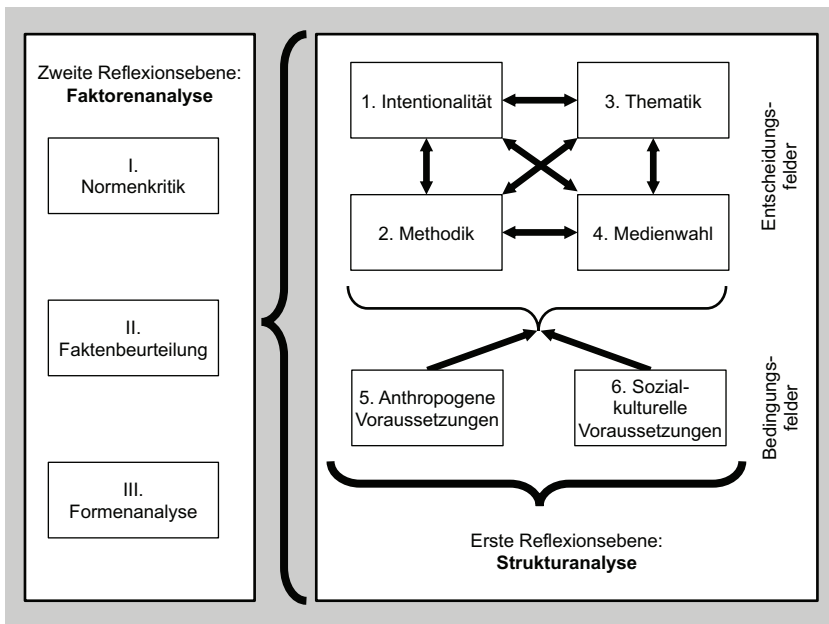 Zweite Reflexionsebene:
Faktorenanalyse
I.
Normenkritik
II.
Faktenbeurteilung
III.
Formenanalyse
1. Intentionalität
3. Thematik
2. Methodik
4. Medienwahl
Entscheidungs-
felder
5. Anthropogene
Voraussetzungen
6. Sozial-
kulturelle
Voraussetzungen
Bedingungs-
felder
Erste Reflexionsebene:
Strukturanalyse